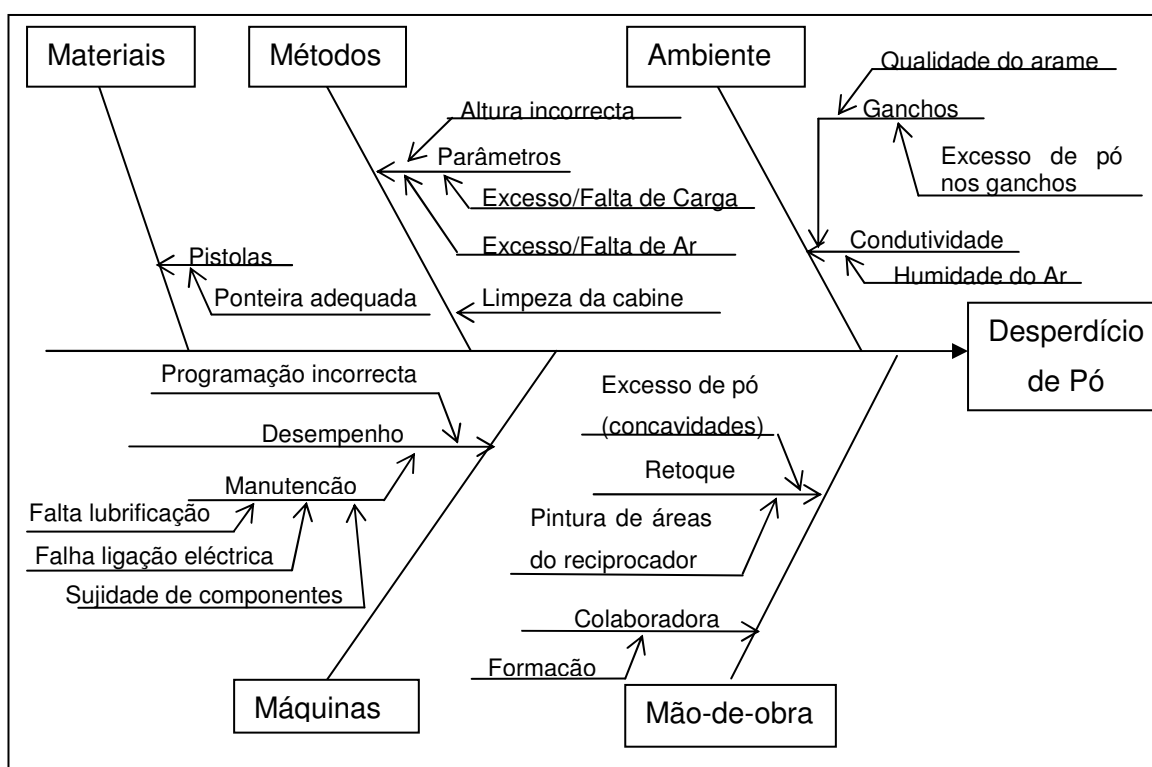 Materiais
Métodos
Ambiente
Qualidade do arame
Ganchos
Excesso de pó
nos ganchos
Altura incorrecta
Parâmetros
Excesso/Falta de Carga
Excesso/Falta de Ar
Condutividade
Humidade do Ar
Pistolas
Ponteira adequada
Limpeza da cabine
Desperdício
de Pó
Programação incorrecta
Desempenho
Manutencão
Falta lubrificação
Falha ligação eléctrica
Sujidade de componentes
Excesso de pó
(concavidades)
Retoque
Pintura de áreas
do reciprocador
Colaboradora
Formacão
Máquinas
Mão-de-obra